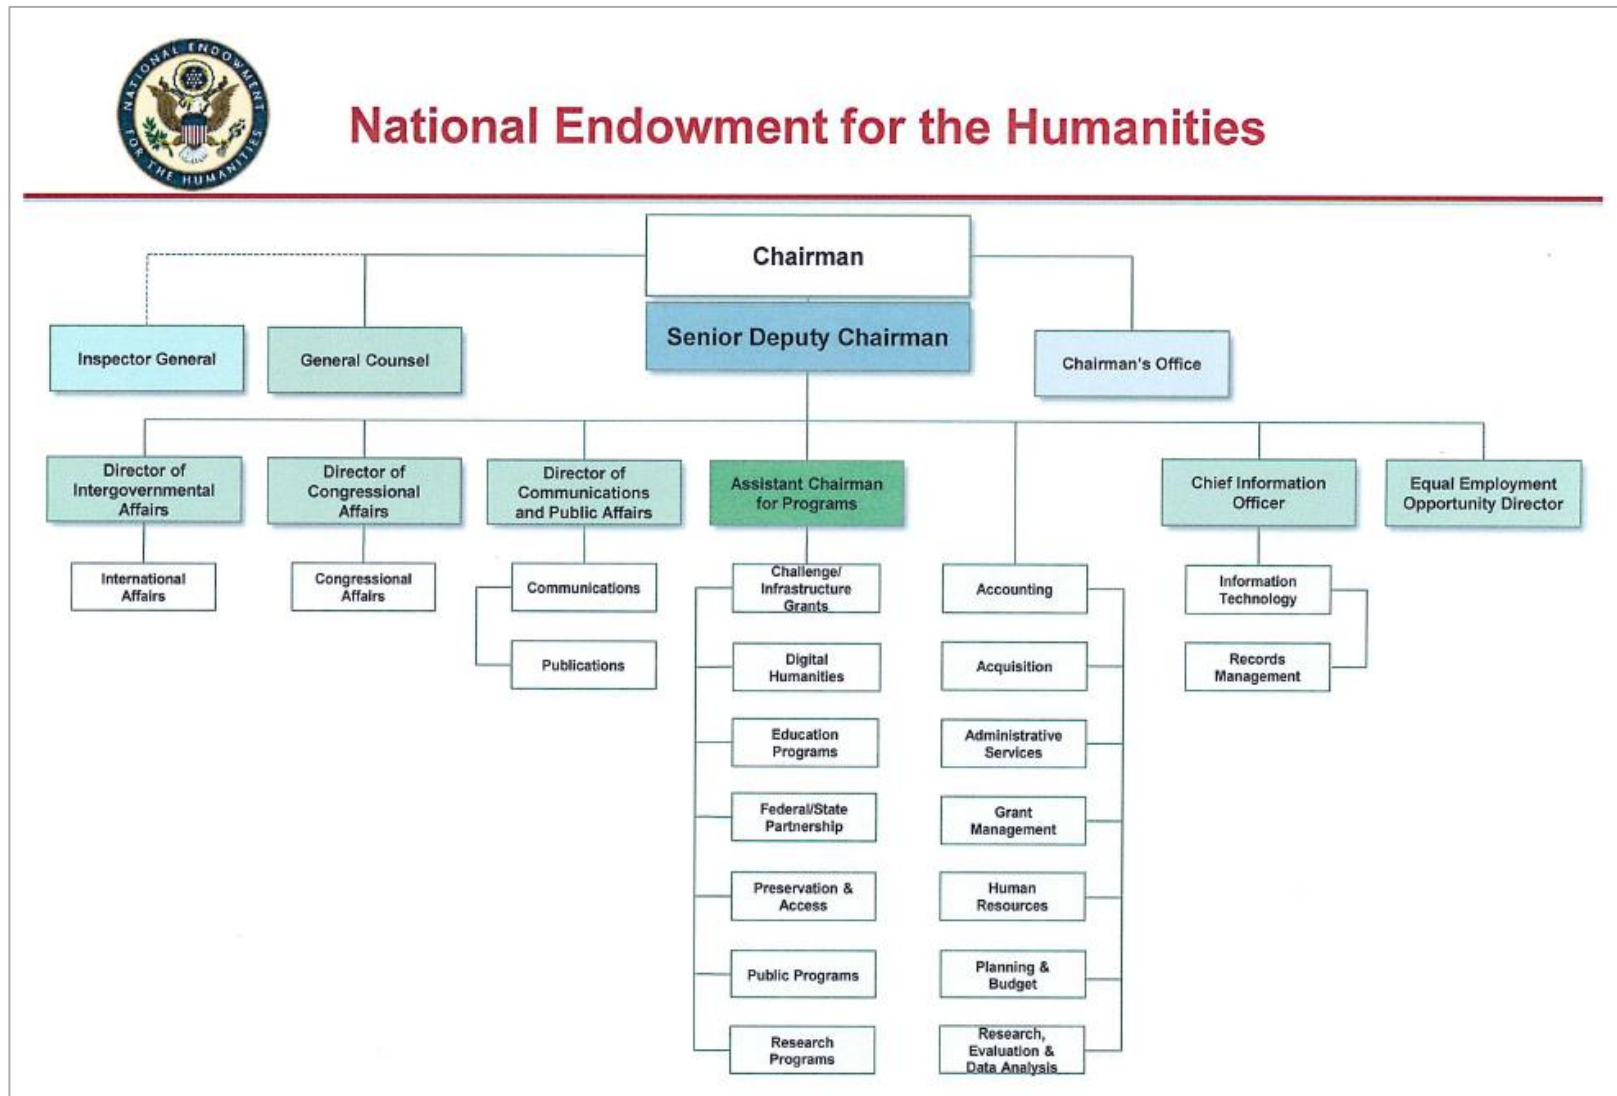 NATIONAL ENDOWMENT
FOR THE HUMANITIES
National Endowment for the Humanities
Chairman
Senior Deputy Chairman
Inspector General
General Counsel
Chairman's Office
Director of
Intergovernmental
Affairs
Director of
Congressional
Affairs
Director of
Communications
and Public Affairs
Assistant Chairman
for Programs
Chief Information
Officer
Equal Employment
Opportunity Director
International
Affairs
Congressional
Affairs
Communications
Publications
Challenge/
Infrastructure
Grants
Digital
Humanities
Education
Programs
Federal/State
Partnership
Preservation &
Access
Public Programs
Research
Programs
Accounting
Acquisition
Administrative
Services
Grant
Management
Human
Resources
Planning &
Budget
Research,
Evaluation &
Data Analysis
Information
Technology
Records
Management